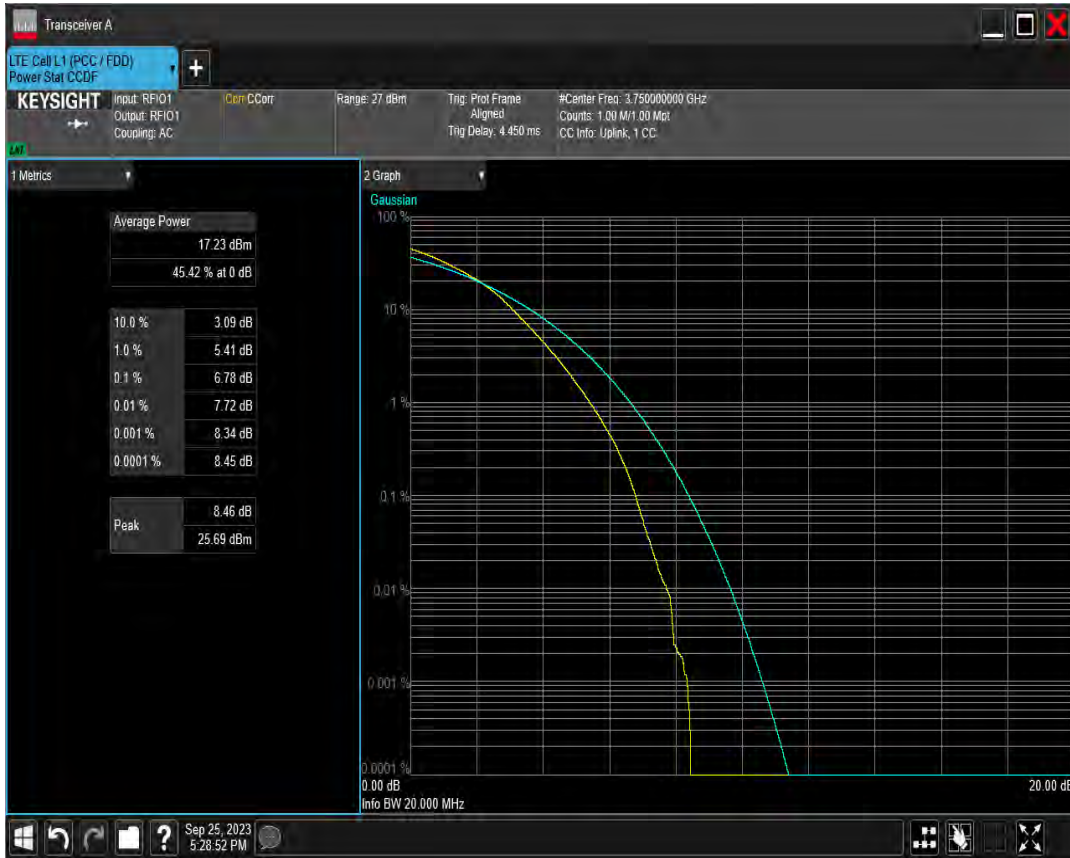 Transceiver A
LTE Cell L1 (PCC / FDD)
Power Stat CCDF
+
KEYSIGHT
Input: RFIO1
Output: RFIO1
Coupling: AC
Corr CCorr
Range: 27 dBm
Trig: Prot Frame
Aligned
Trig Delay: 4.450 ms
#Center Freq: 3.750000000 GHz
Counts: 1.00 M/1.00 Mpt
CC Info: Uplink, 1 CC
1 Metrics
Average Power
17.23 dBm
45.42 % at 0 dB
10.0 % 3.09 dB
1.0 % 5.41 dB
0.1 % 6.78 dB
0.01 % 7.72 dB
0.001 % 8.34 dB
0.0001 % 8.45 dB
Peak
8.46 dB
25.69 dBm
2 Graph
Gaussian
100 %
10 %
1 %
0.1 %
0.01 %
0.001 %
0.0001 %
0.00 dB
20.00 dB
Info BW 20.000 MHz
?
Sep 25, 2023
5:28:52 PM